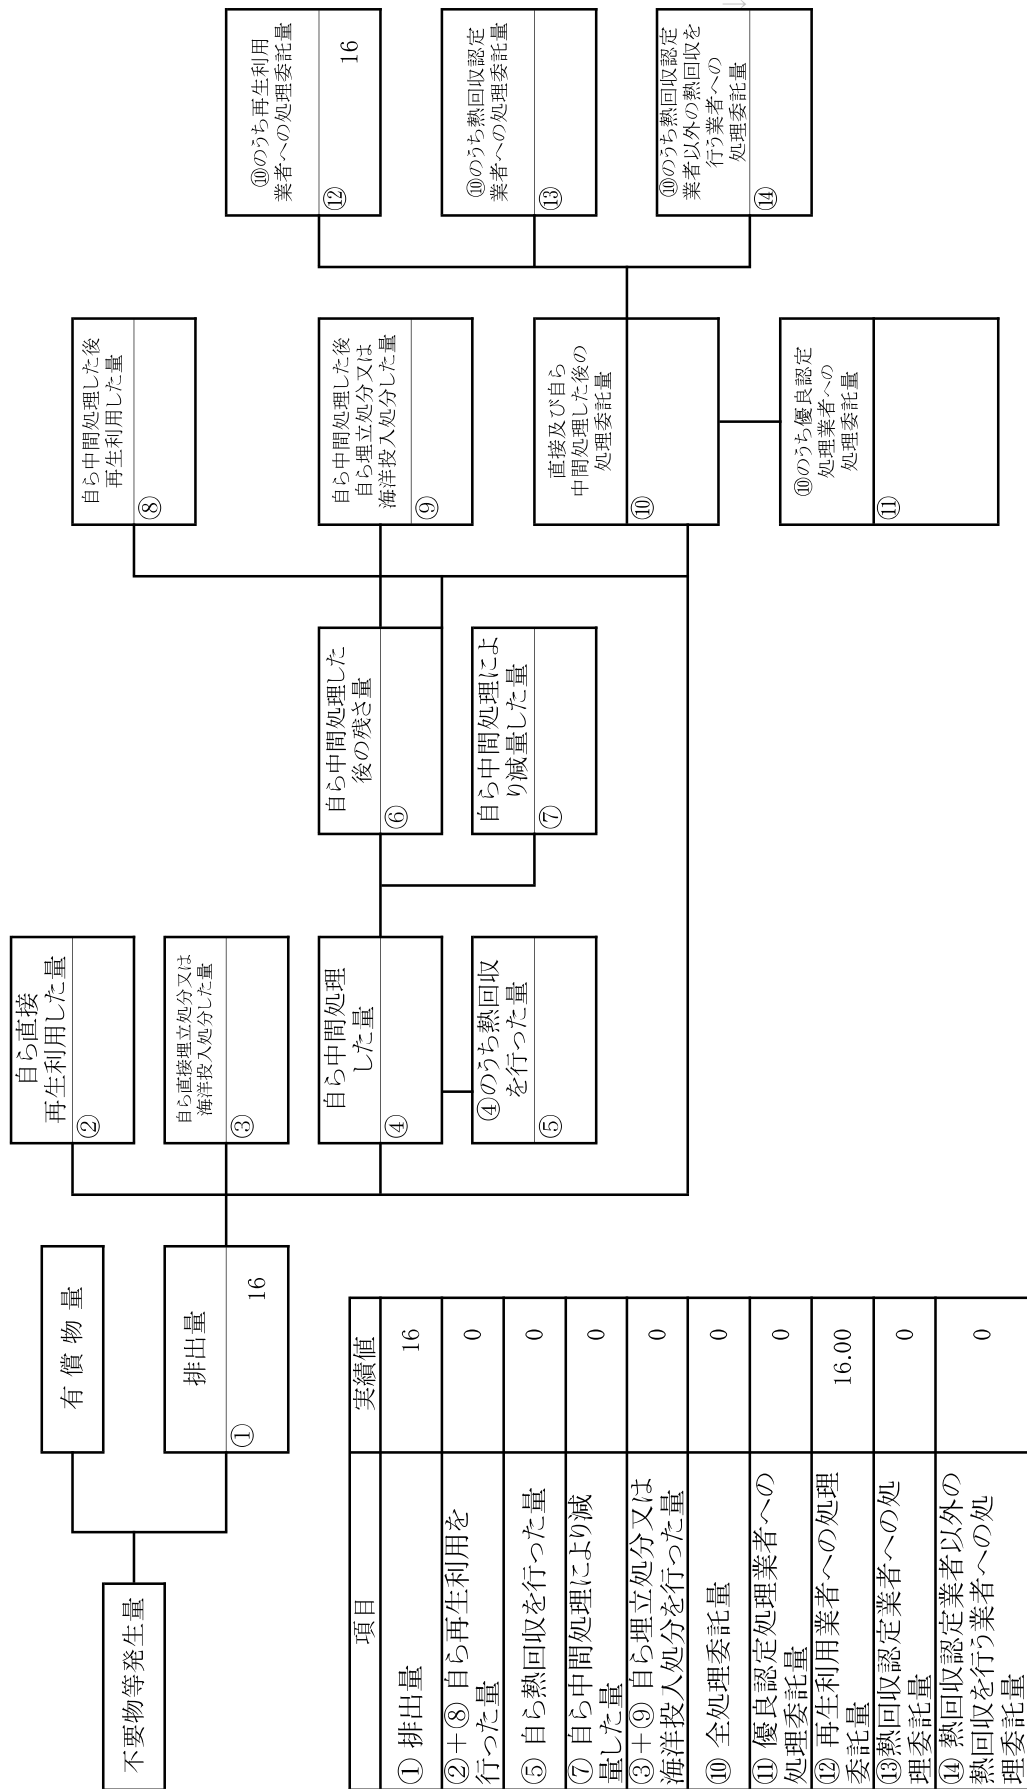 不要物等発生量
有 償 物 量
排出量
①
16
自ら直接
再生利用した量
②
自ら直接埋立処分又は
海洋投入処分した量
③
自ら中間処理
した量
④
④のうち熱回収
を行った量
⑤
自ら中間処理した
後の残さ量
⑥
自ら中間処理によ
り減量した量
⑦
自ら中間処理した後
再生利用した量
⑧
自ら中間処理した後
自ら埋立処分又は
海洋投入処分した量
⑨
直接及び自ら
中間処理した後の
処理委託量
⑩
⑩のうち優良認定
処理業者への
処理委託量
⑪
⑩のうち再生利用
業者への処理委託量
⑫
16
⑩のうち熱回収認定
業者への処理委託量
⑬
⑩のうち熱回収認定
業者以外の熱回収を
行う業者への
処理委託量
⑭
項目
実績値
① 排出量
16
②+⑧ 自ら再生利用を
行った量
0
⑤ 自ら熱回収を行った量
0
⑦ 自ら中間処理により減
量した量
0
③+⑨ 自ら埋立処分又は
海洋投入処分を行った量
0
⑩ 全処理委託量
0
⑪ 優良認定処理業者への
処理委託量
0
⑫ 再生利用業者への処理
委託量
16.00
⑬熱回収認定業者への処
理委託量
0
⑭ 熱回収認定業者以外の
熱回収を行う業者への処
理委託量
0